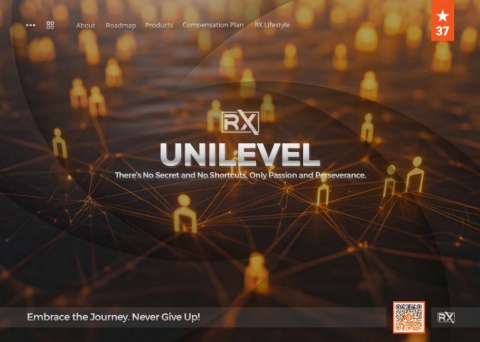 About Roadmap Products Compensation Plan RX Lifestyle
37
RX
UNILEVEL
There's No Secret and No Shortcuts, Only Passion and Perseverance.
Embrace the Journey. Never Give Up!
RX